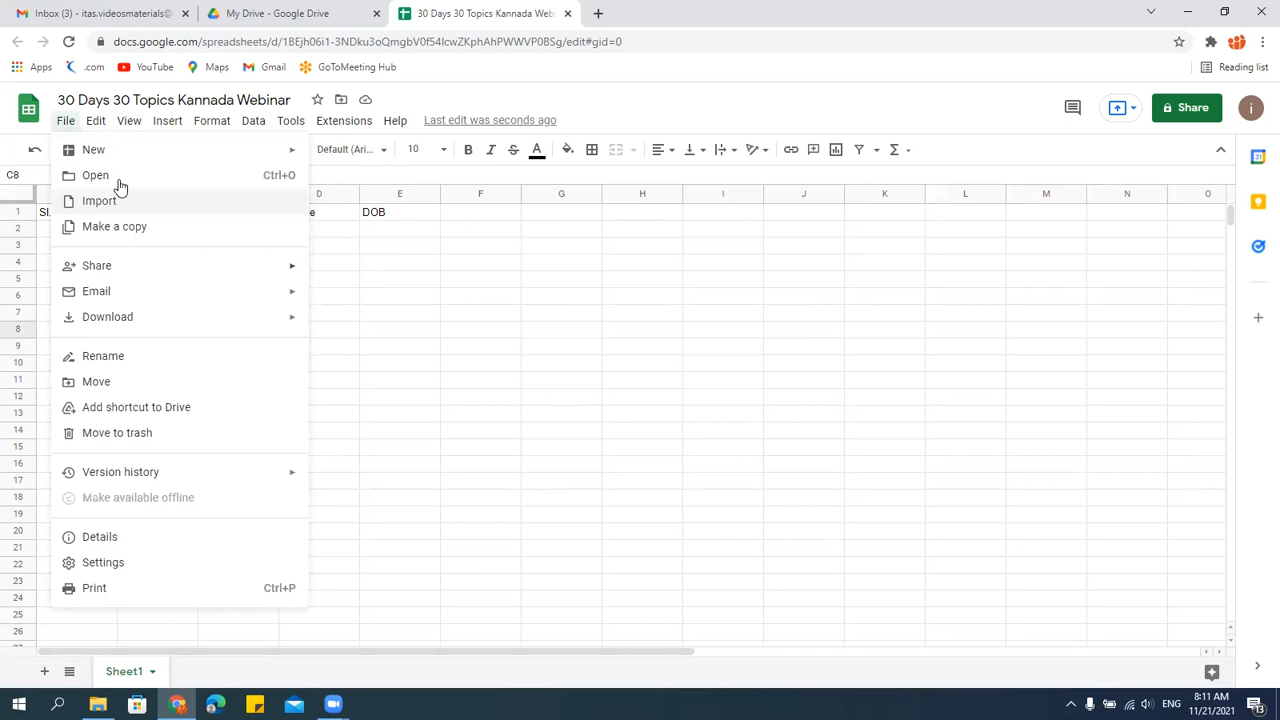 Inbox (3) - itas.videosmaterials@
My Drive - Google Drive
30 Days 30 Topics Kannada Webin
docs.google.com/spreadsheets/d/1BEjh06i1-3NDku3oQmgbV0f54IcwZKphAhPWWVP0BSg/edit#gid=0
Apps
.com
YouTube
Maps
Gmail
GoToMeeting Hub
Reading list
30 Days 30 Topics Kannada Webinar
File Edit View Insert Format Data Tools Extensions Help Last edit was seconds ago
Share
i
Default (Ari...
10
B I S A
C8
D E F G H I J K L M N O
1 Sl. e DOB
2
3
4
5
6
7
8
9
10
11
12
13
14
15
16
17
18
19
20
21
22
23
24
25
26
New
Open Ctrl+O
Import
Make a copy
Share
Email
Download
Rename
Move
Add shortcut to Drive
Move to trash
Version history
Make available offline
Details
Settings
Print Ctrl+P
Sheet1
31
ENG
8:11 AM
11/21/2021
13